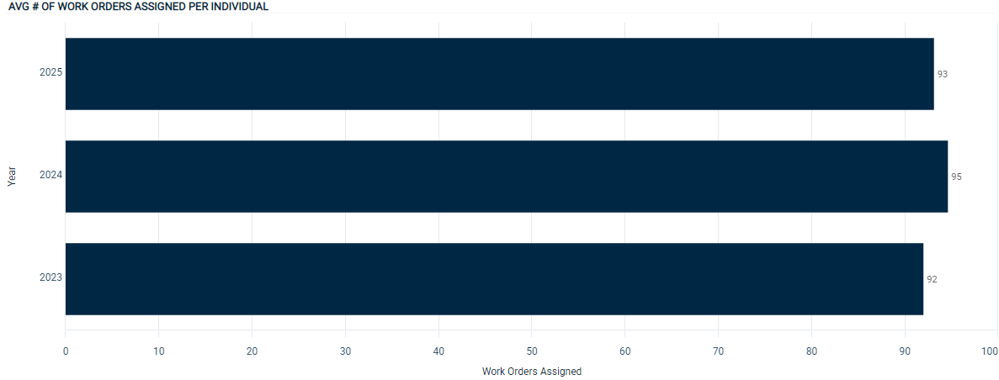 AVG # OF WORK ORDERS ASSIGNED PER INDIVIDUAL
2025 93
Year
2024 95
2023 92
0 10 20 30 40 50 60 70 80 90 100
Work Orders Assigned